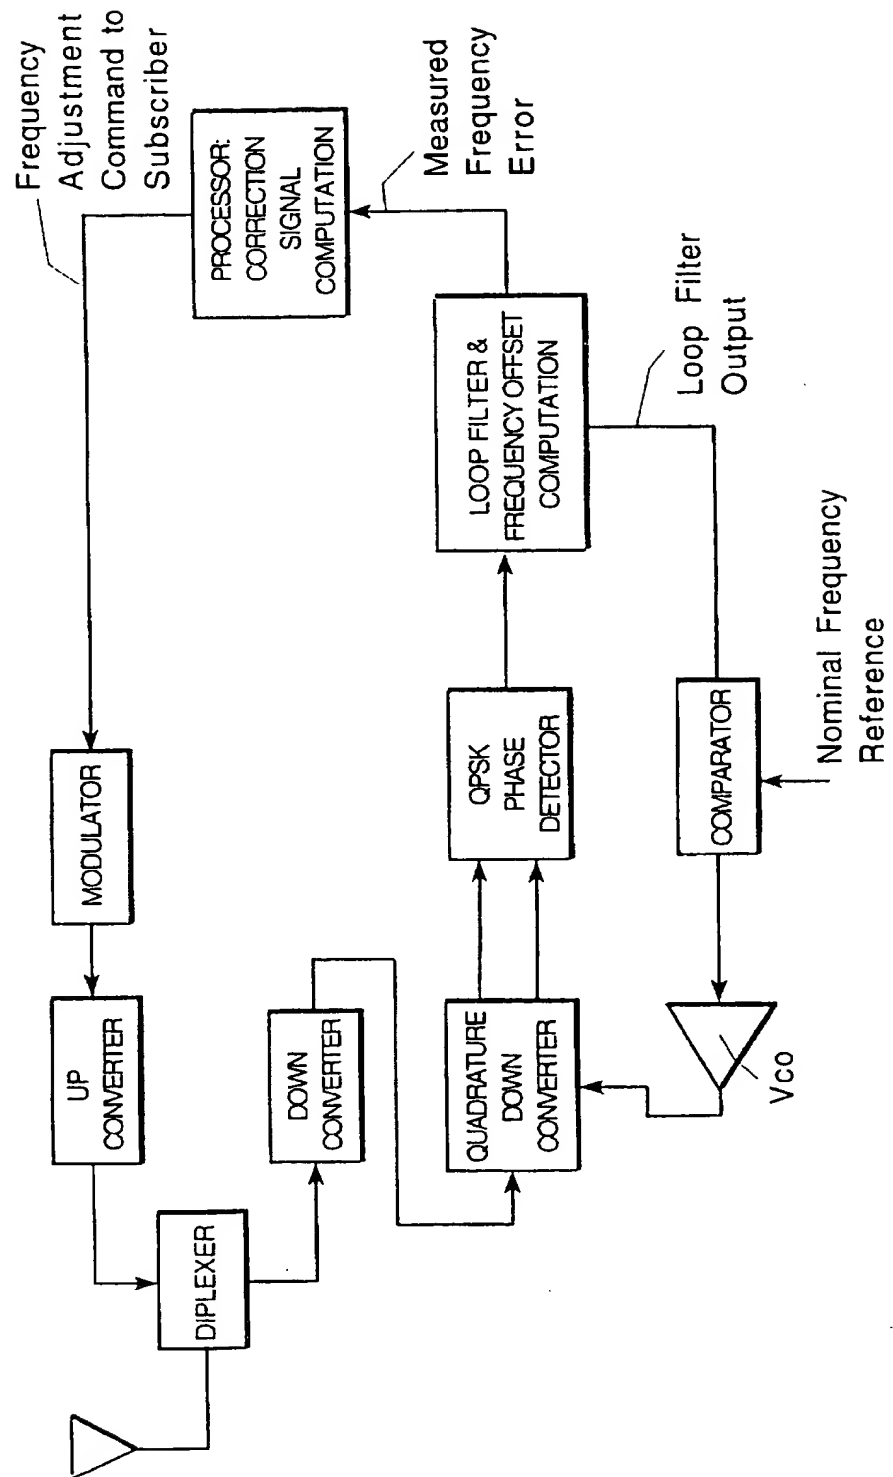 Frequency
Adjustment
Command to
Subscriber
PROCESSOR:
CORRECTION
SIGNAL
COMPUTATION
Measured
Frequency
Error
MODULATOR
UP
CONVERTER
DIPLEXER
DOWN
CONVERTER
QUADRATURE
DOWN
CONVERTER
QPSK
PHASE
DETECTOR
LOOP FILTER &
FREQUENCY OFFSET
COMPUTATION
Loop Filter
Output
COMPARATOR
Nominal Frequency
Reference
Vco